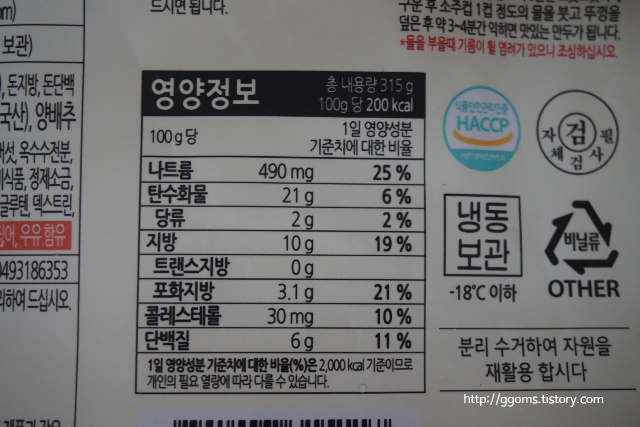 드시면 됩니다.
구운 후 소주컵 1컵 정도의 물을 붓고 뚜껑을
덮은 후 약 3~4분간 익히면 맛있는 만두가 됩니다.
*물을 부을때 기름이 튈 염려가 있으니 조심하십시오.
보관)
돈지방, 돈단백
국산), 양배추
버섯, 옥수수전분,
식품, 정제소금,
글루텐, 덱스트린,
우유 함유
0493186353
하여 드십시오.
영양정보
총 내용량 315 g
100g 당 200 kcal
100 g 당
1일 영양성분
기준치에 대한 비율
나트륨 490 mg 25 %
탄수화물 21 g 6 %
당류 2 g 2 %
지방 10 g 19 %
트랜스지방 0 g
포화지방 3.1 g 21 %
콜레스테롤 30 mg 10 %
단백질 6 g 11 %
1일 영양성분 기준치에 대한 비율(%)은 2,000 kcal 기준이므로
개인의 필요 열량에 따라 다를 수 있습니다.
HACCP
자체검사필
검
냉동
보관
-18℃ 이하
비닐류
OTHER
분리 수거하여 자원을
재활용 합시다
http://ggoms.tistory.com